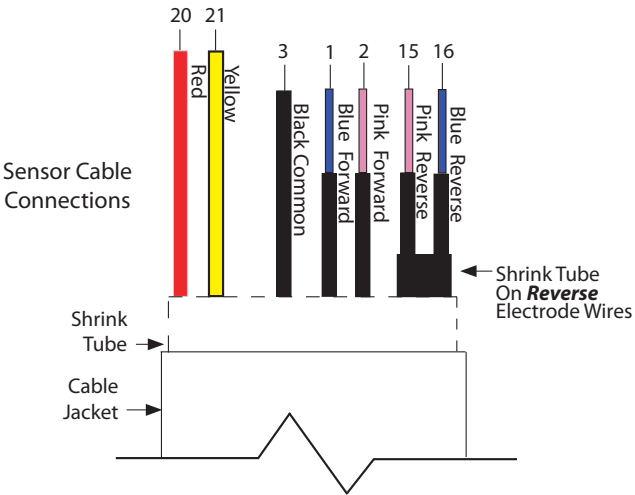 20 21
3 1 2 15 16
Red
Yellow
Black Common
Blue Forward
Pink Forward
Pink Reverse
Blue Reverse
Sensor Cable
Connections
Shrink Tube
On Reverse
Electrode Wires
Shrink
Tube
Cable
Jacket